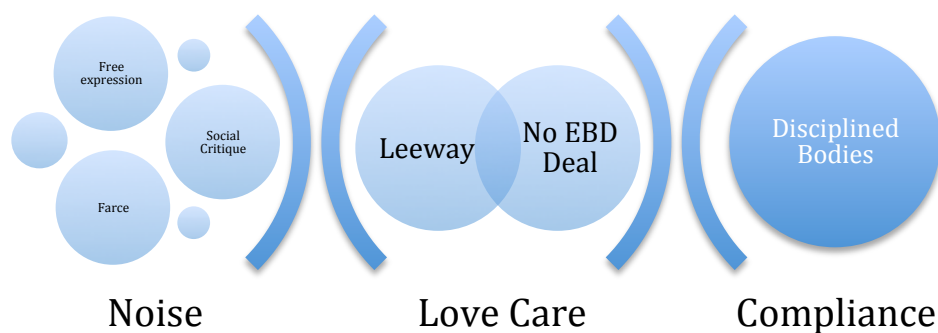 Free
expression
Social
Critique
Farce
Leeway
No EBD
Deal
Disciplined
Bodies
Noise
Love Care
Compliance